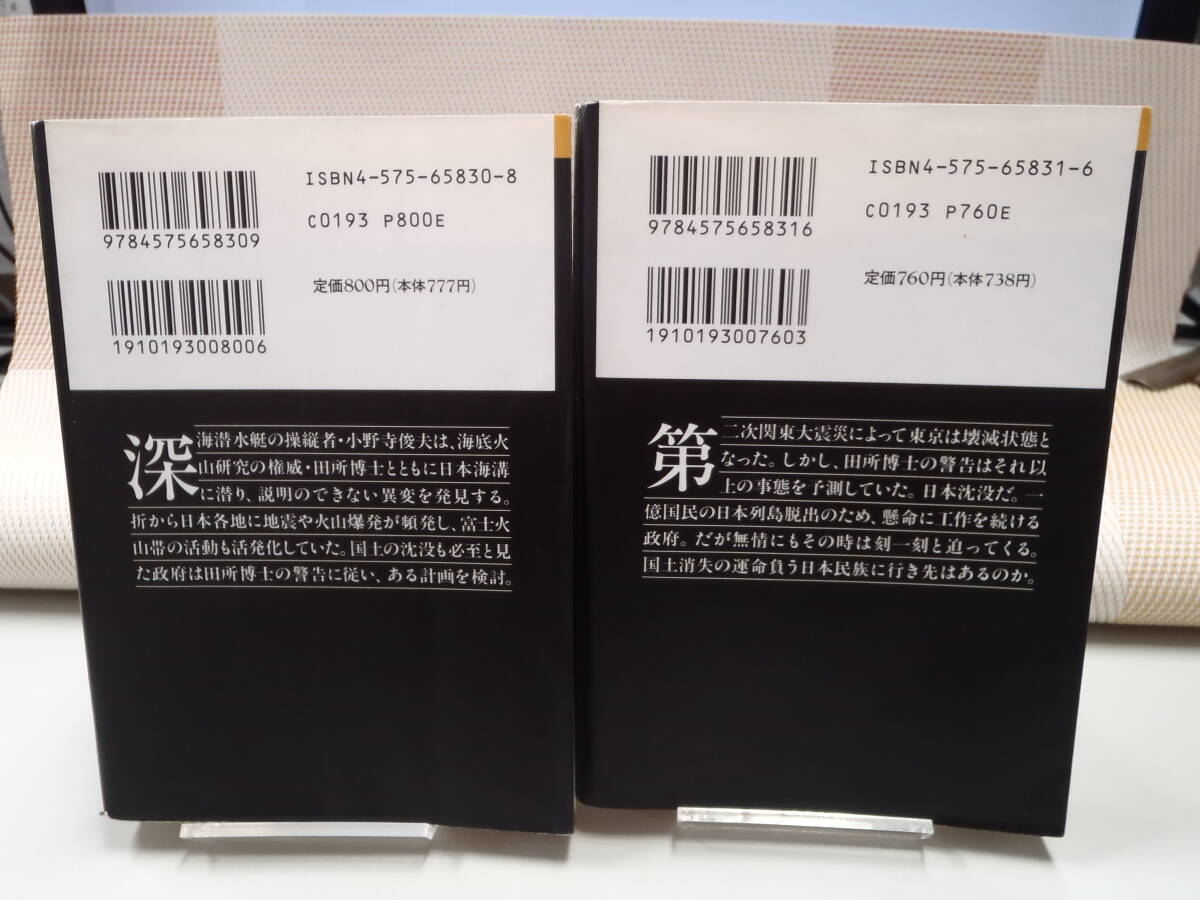 ISBN4-575-65830-8
C0193 P800E
9784575658309
定価800円(本体777円)
1910193008006
深海潜水艇の操縦者・小野寺俊夫は、海底火
山研究の権威・田所博士とともに日本海溝
に潜り、説明のできない異変を発見する。
折から日本各地に地震や火山爆発が頻発し、富士火
山帯の活動も活発化していた。国土の沈没も必至と見
た政府は田所博士の警告に従い、ある計画を検討。
ISBN4-575-65831-6
C0193 P760E
9784575658316
定価760円(本体738円)
1910193007603
第二次関東大震災によって東京は壊滅状態と
なった。しかし、田所博士の警告はそれ以
上の事態を予測していた。日本沈没だ。一
億国民の日本列島脱出のため、懸命に工作を続ける
政府。だが無情にもその時は刻一刻と迫ってくる。
国土消失の運命負う日本民族に行き先はあるのか。